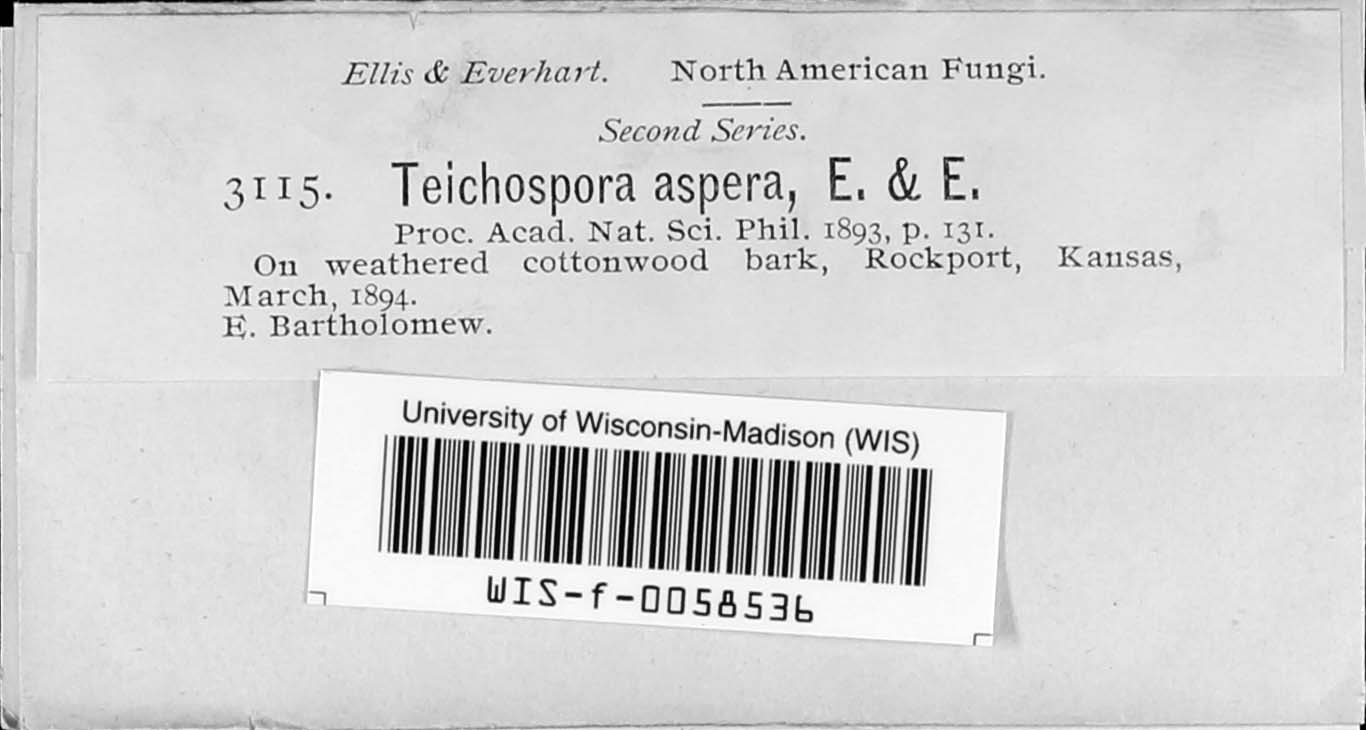 Ellis & Everhart. North American Fungi.
Second Series.
3115. Teichospora aspera, E. & E.
Proc. Acad. Nat. Sci. Phil. 1893, p. 131.
On weathered cottonwood bark, Rockport, Kansas,
March, 1894.
E. Bartholomew.
University of Wisconsin-Madison (WIS)
WIS-f-0058536